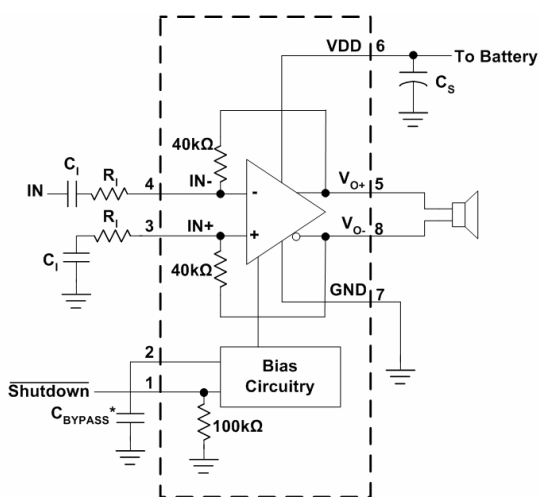 VDD 6
To Battery
C_S
40kΩ
C_I
R_I
IN 4 IN- - V_O+ 5
R_I 3 IN+ + V_O- 8
C_I
40kΩ
GND 7
2
Bias
Circuitry
Shutdown 1
C_BYPASS*
100kΩ